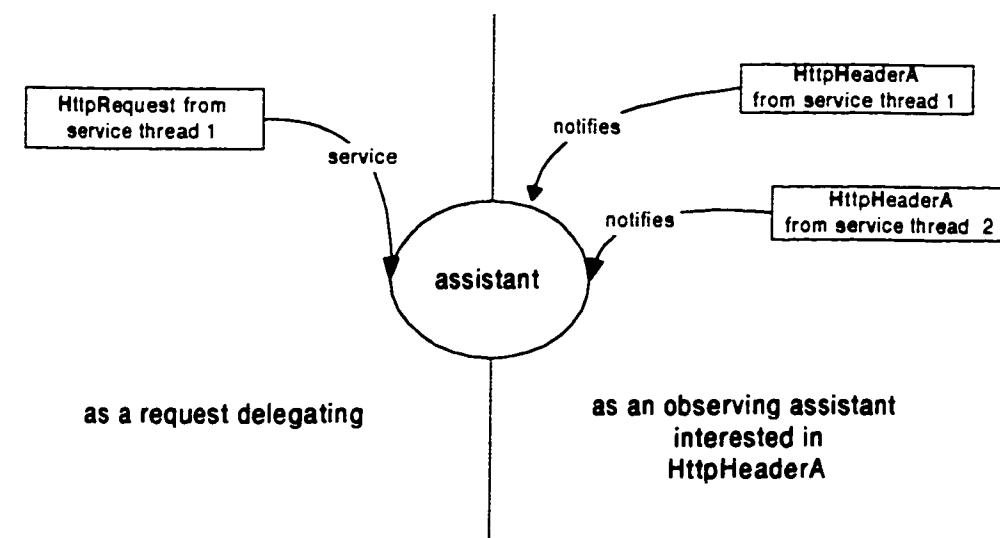 HttpRequest from
service thread 1
service
HttpHeaderA
from service thread 1
notifies
HttpHeaderA
from service thread 2
notifies
assistant
as a request delegating
as an observing assistant
interested in
HttpHeaderA